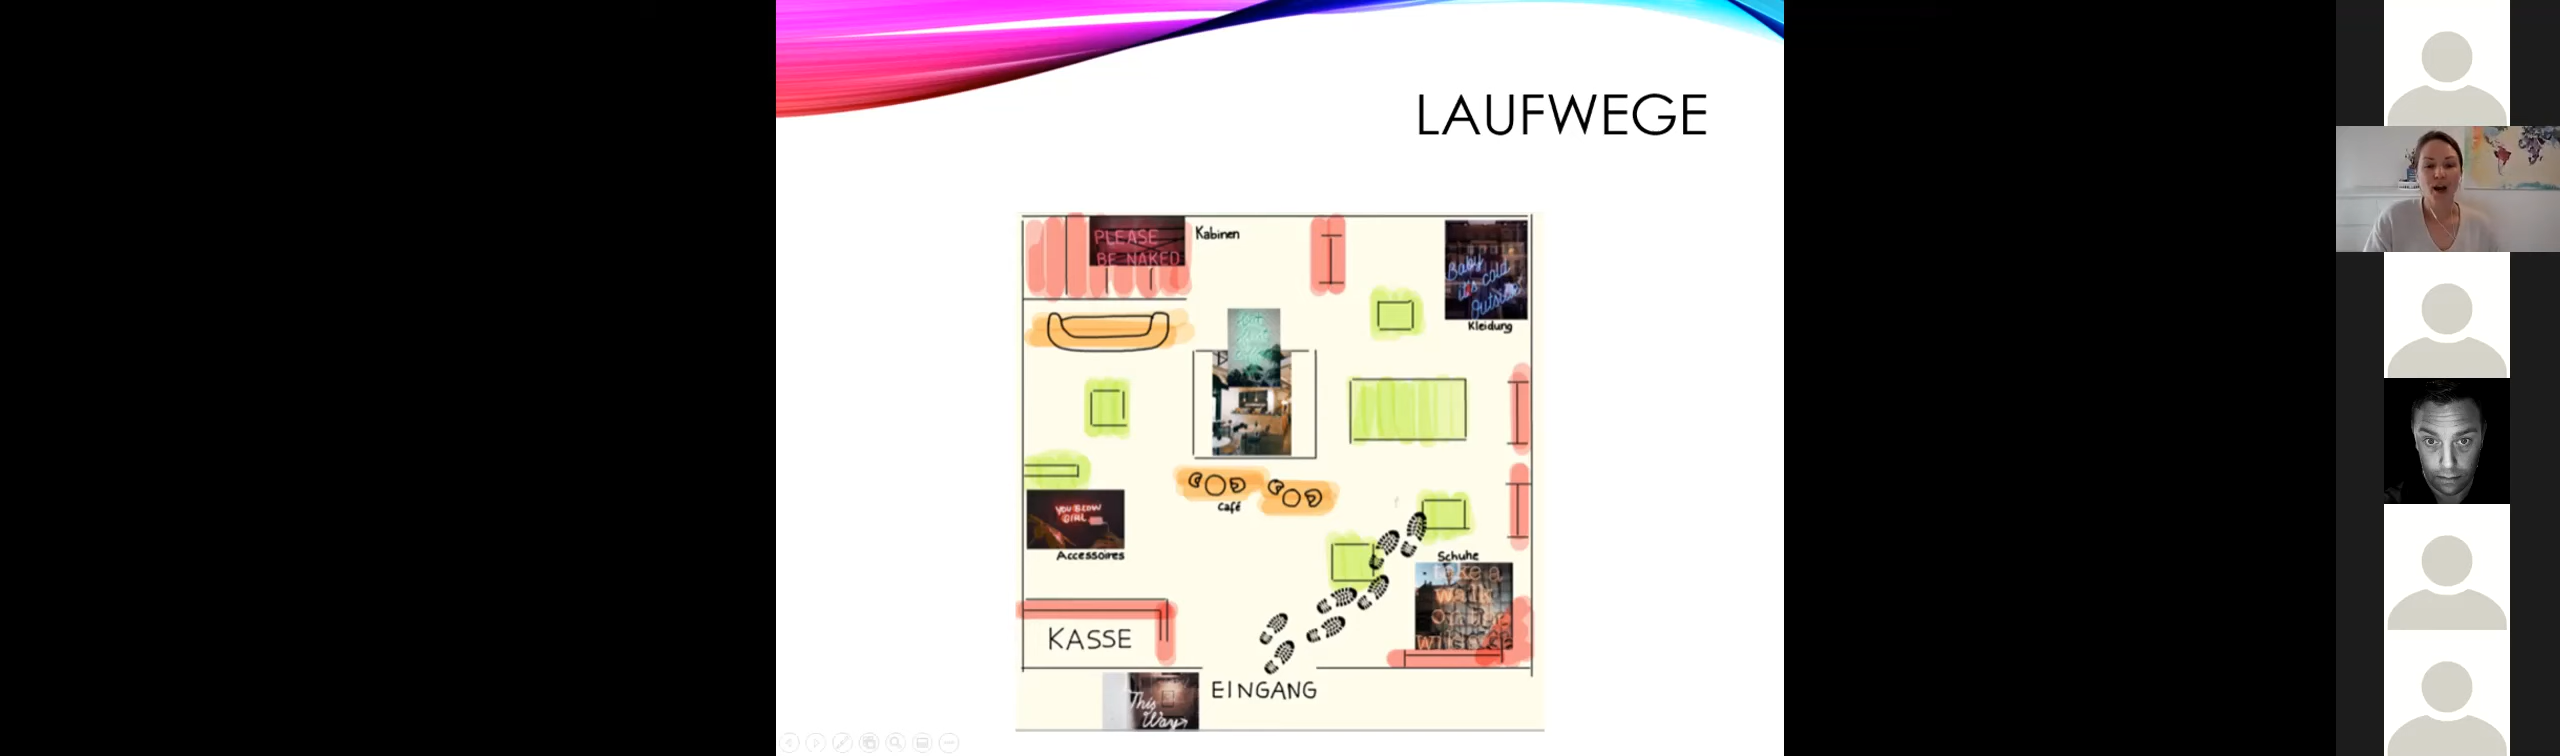 LAUFWEGE
PLEASE
BE NAKED
Kabinen
Baby
it's cold
Outside
Kleidung
YOU GLOW
GIRL
Accessoires
Café
Schuhe
take a
walk
on the
wild side
KASSE
EINGANG
This
Way